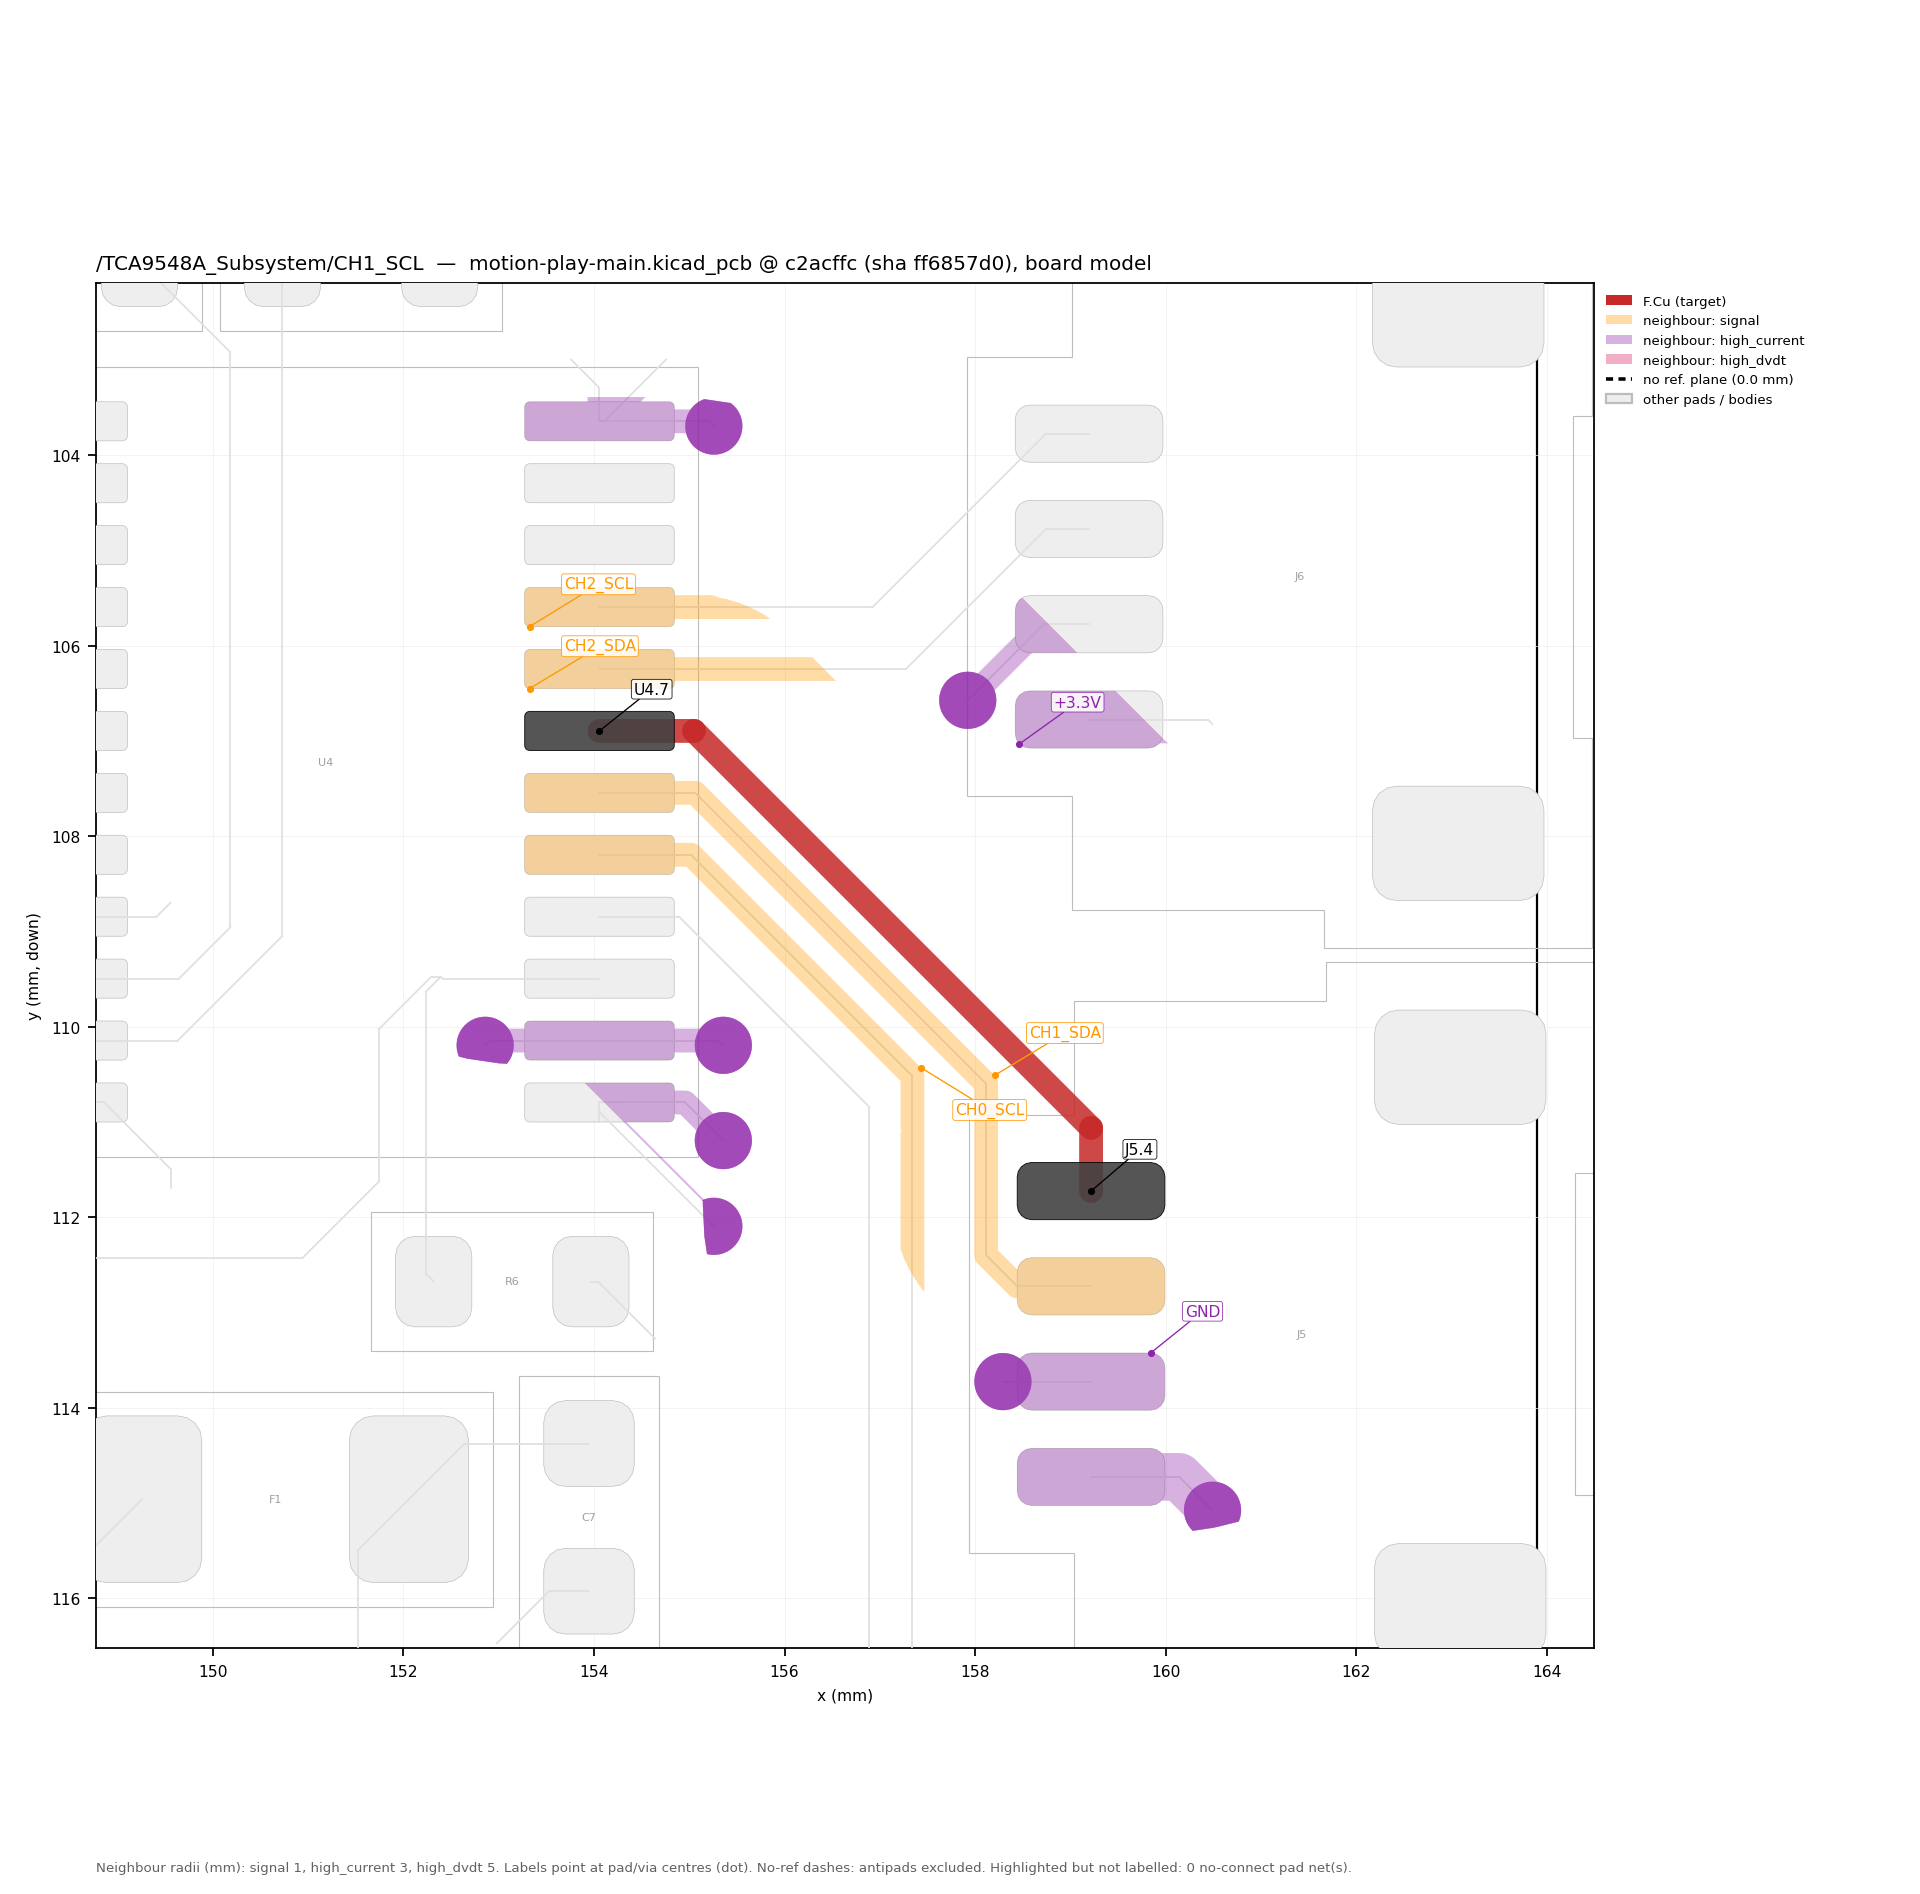 /TCA9548A_Subsystem/CH1_SCL — motion-play-main.kicad_pcb @ c2acffc (sha ff6857d0), board model
F.Cu (target)
neighbour: signal
neighbour: high_current
neighbour: high_dvdt
no ref. plane (0.0 mm)
other pads / bodies
104
106
108
110
112
114
116
y (mm, down)
CH2_SCL
J6
CH2_SDA
U4.7
+3.3V
U4
CH1_SDA
CH0_SCL
J5.4
R6
GND
J5
F1
C7
150
152
154
156
158
160
162
164
x (mm)
Neighbour radii (mm): signal 1, high_current 3, high_dvdt 5. Labels point at pad/via centres (dot). No-ref dashes: antipads excluded. Highlighted but not labelled: 0 no-connect pad net(s).